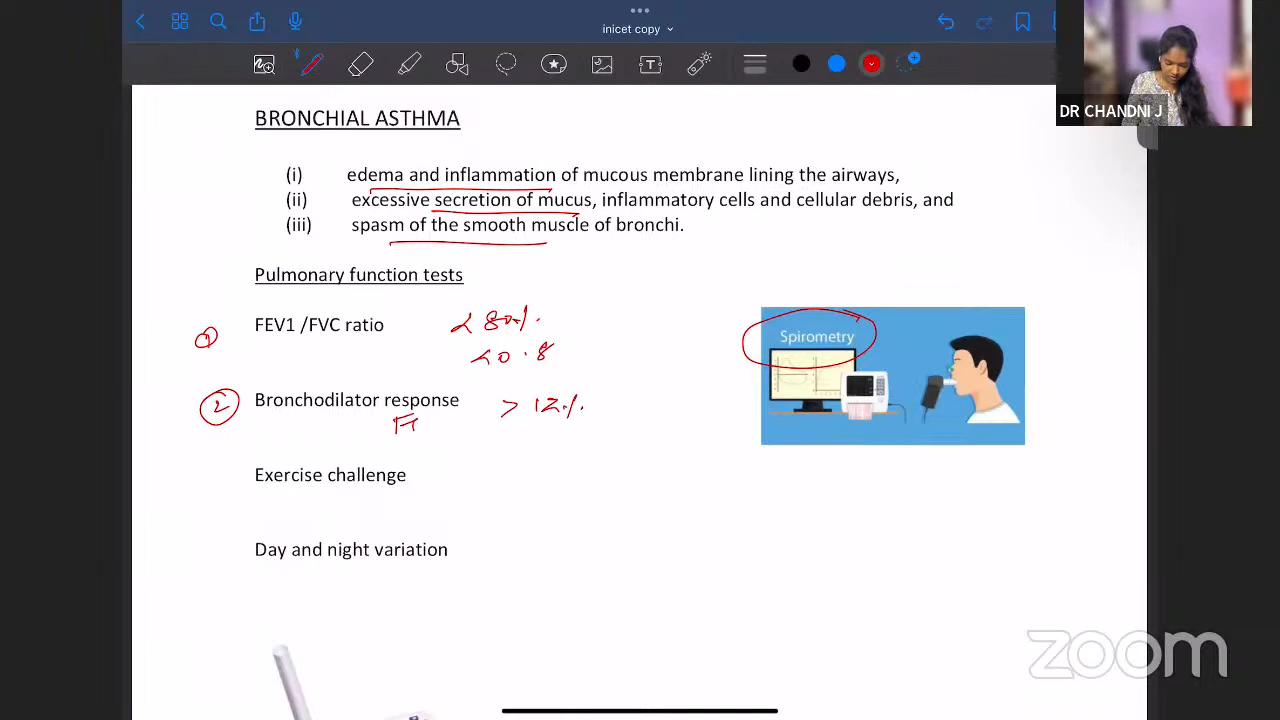 inicet copy
T
DR CHANDNI J
BRONCHIAL ASTHMA
(i) edema and inflammation of mucous membrane lining the airways,
(ii) excessive secretion of mucus, inflammatory cells and cellular debris, and
(iii) spasm of the smooth muscle of bronchi.
Pulmonary function tests
1 FEV1 /FVC ratio < 80%.
< 0.8
Spirometry
2 Bronchodilator response > 12%.
Exercise challenge
Day and night variation
zoom